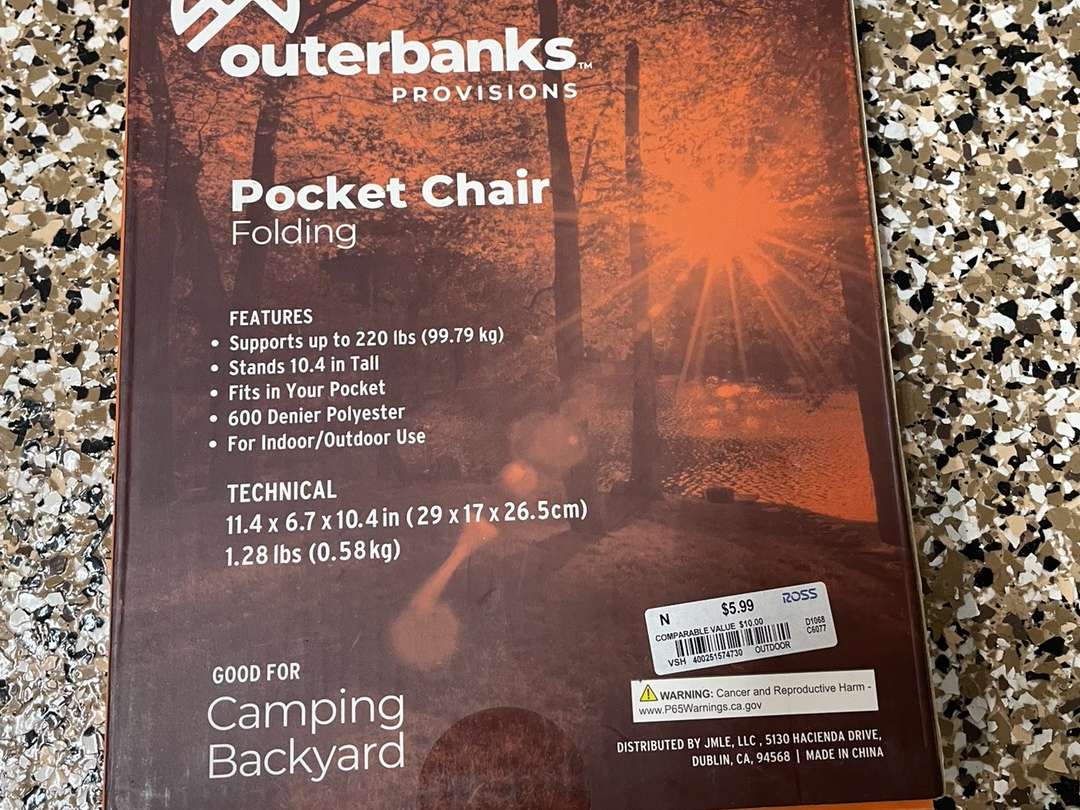 outerbanks™
PROVISIONS
Pocket Chair
Folding
FEATURES
• Supports up to 220 lbs (99.79 kg)
• Stands 10.4 in Tall
• Fits in Your Pocket
• 600 Denier Polyester
• For Indoor/Outdoor Use
TECHNICAL
11.4 x 6.7 x 10.4 in (29 x 17 x 26.5cm)
1.28 lbs (0.58kg)
GOOD FOR
Camping
Backyard
N $5.99 ROSS
COMPARABLE VALUE $10.00 D1068
C6077
VSH 400251574730 OUTDOOR
WARNING: Cancer and Reproductive Harm -
www.P65Warnings.ca.gov
DISTRIBUTED BY JMLE, LLC , 5130 HACIENDA DRIVE,
DUBLIN, CA, 94568 | MADE IN CHINA